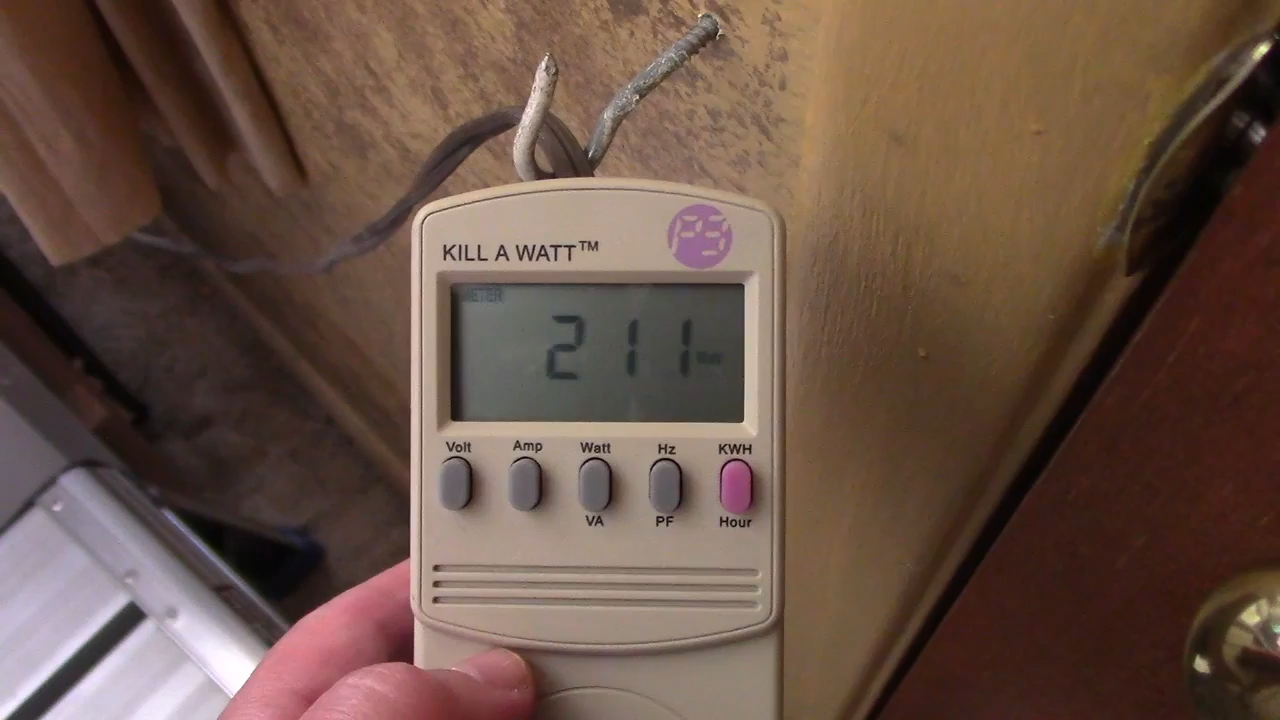 KILL A WATT™
P3
METER
211
Volt Amp Watt Hz KWH
VA PF Hour